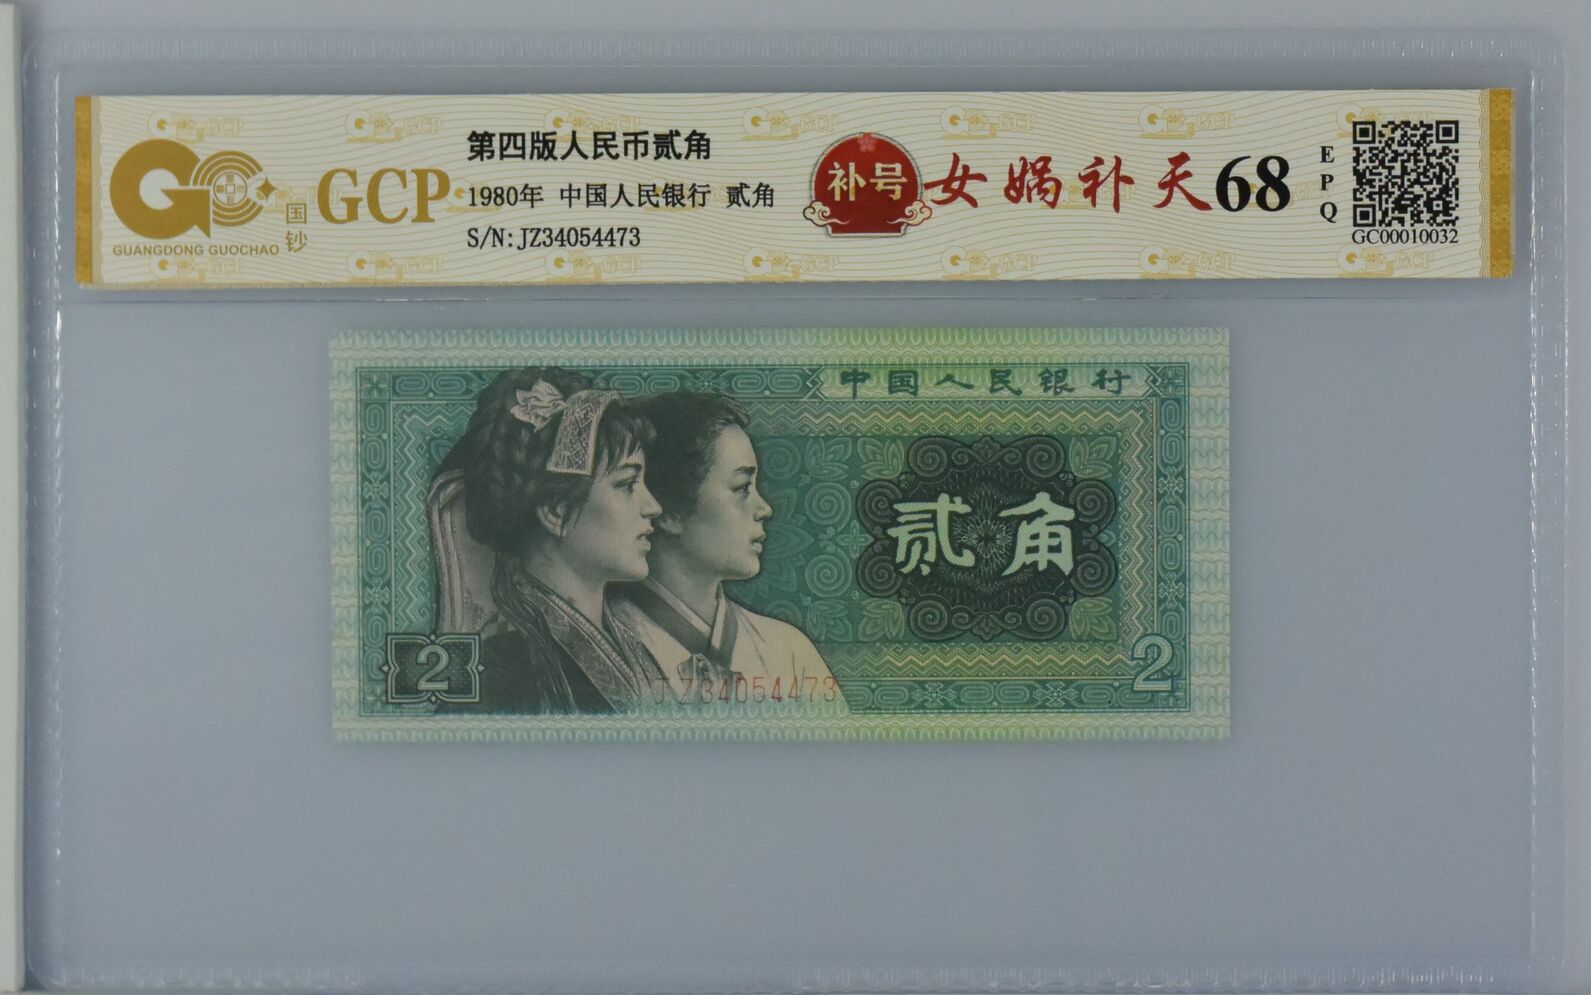 GUANGDONG GUOCHAO
国钞
GCP
第四版人民币贰角
1980年 中国人民银行 贰角
S/N:JZ34054473
补号
女娲补天
68
EPQ
GC00010032
中国人民银行
贰角
2
JZ34054473
2